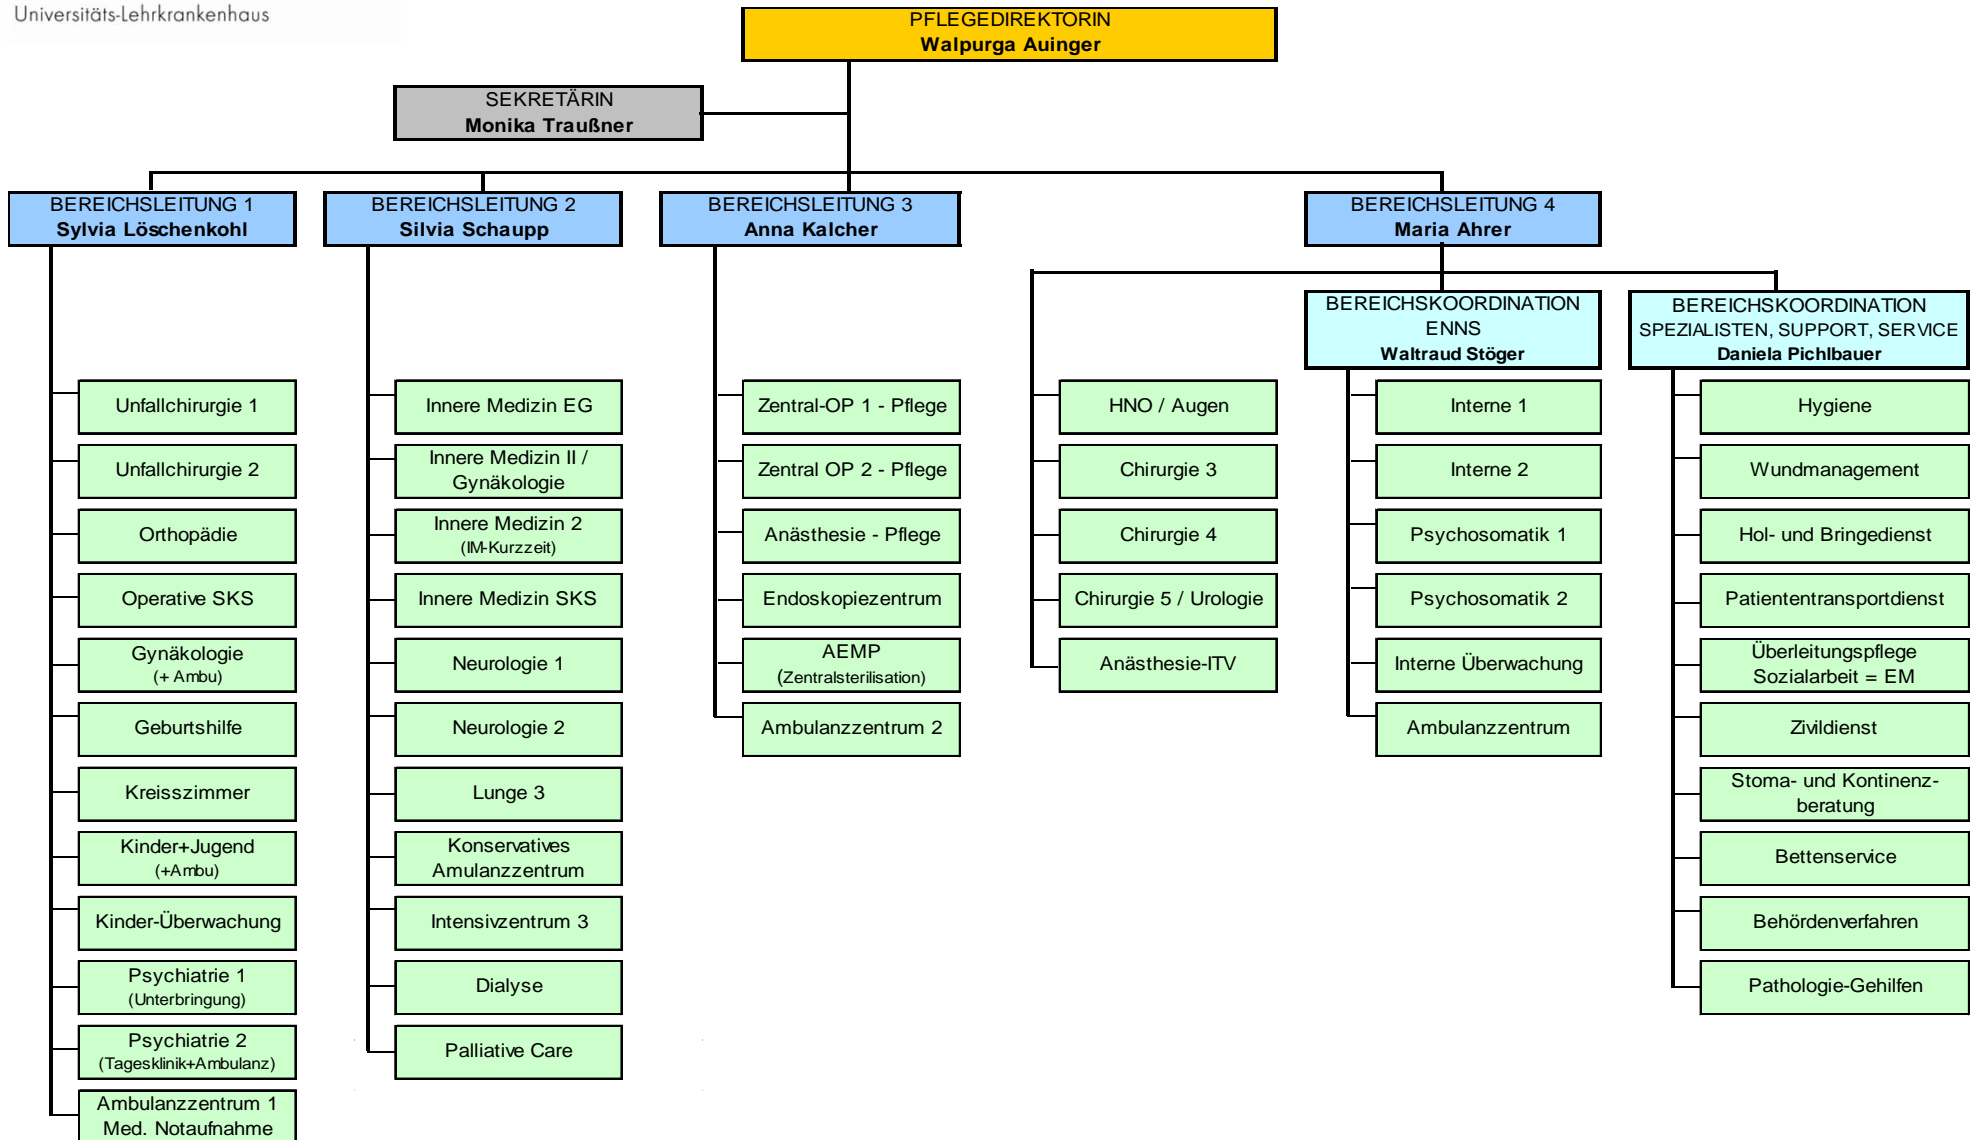 Universitäts-Lehrkrankenhaus
PFLEGEDIREKTORIN
Walpurga Auinger
SEKRETÄRIN
Monika Traußner
BEREICHSLEITUNG 1
Sylvia Löschenkohl
BEREICHSLEITUNG 2
Silvia Schaupp
BEREICHSLEITUNG 3
Anna Kalcher
BEREICHSLEITUNG 4
Maria Ahrer
BEREICHSKOORDINATION
ENNS
Waltraud Stöger
BEREICHSKOORDINATION
SPEZIALISTEN, SUPPORT, SERVICE
Daniela Pichlbauer
Unfallchirurgie 1
Unfallchirurgie 2
Orthopädie
Operative SKS
Gynäkologie
(+ Ambu)
Geburtshilfe
Kreisszimmer
Kinder+Jugend
(+Ambu)
Kinder-Überwachung
Psychiatrie 1
(Unterbringung)
Psychiatrie 2
(Tagesklinik+Ambulanz)
Ambulanzzentrum 1
Med. Notaufnahme
Innere Medizin EG
Innere Medizin II /
Gynäkologie
Innere Medizin 2
(IM-Kurzzeit)
Innere Medizin SKS
Neurologie 1
Neurologie 2
Lunge 3
Konservatives
Amulanzzentrum
Intensivzentrum 3
Dialyse
Palliative Care
Zentral-OP 1 - Pflege
Zentral OP 2 - Pflege
Anästhesie - Pflege
Endoskopiezentrum
AEMP
(Zentralsterilisation)
Ambulanzzentrum 2
HNO / Augen
Chirurgie 3
Chirurgie 4
Chirurgie 5 / Urologie
Anästhesie-ITV
Interne 1
Interne 2
Psychosomatik 1
Psychosomatik 2
Interne Überwachung
Ambulanzzentrum
Hygiene
Wundmanagement
Hol- und Bringedienst
Patiententransportdienst
Überleitungspflege
Sozialarbeit = EM
Zivildienst
Stoma- und Kontinenz-
beratung
Bettenservice
Behördenverfahren
Pathologie-Gehilfen